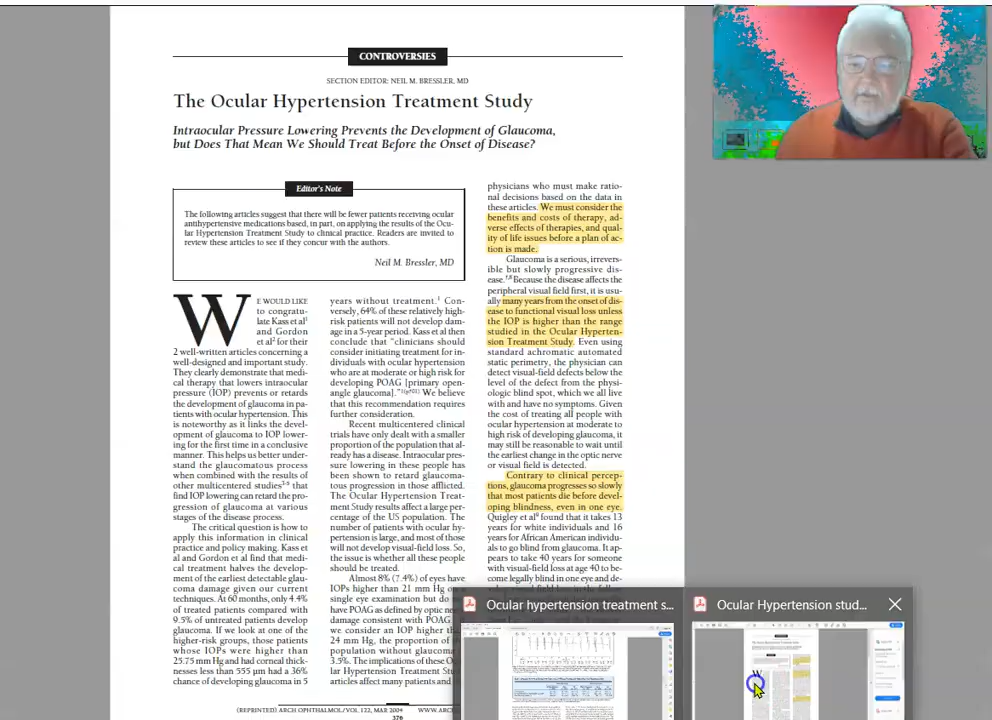 CONTROVERSIES
SECTION EDITOR: NEIL M. BRESSLER, MD
The Ocular Hypertension Treatment Study
Intraocular Pressure Lowering Prevents the Development of Glaucoma,
but Does That Mean We Should Treat Before the Onset of Disease?
Editor's Note
The following articles suggest that there will be fewer patients receiving ocular
antihypertensive medications based, in part, on applying the results of the Ocu-
lar Hypertension Treatment Study to clinical practice. Readers are invited to
review these articles to see if they concur with the authors.
Neil M. Bressler, MD
WE WOULD LIKE
to congratu-
late Kass et al1
and Gordon
et al2 for their
2 well-written articles concerning a
well-designed and important study.
They clearly demonstrate that medi-
cal therapy that lowers intraocular
pressure (IOP) prevents or retards
the development of glaucoma in pa-
tients with ocular hypertension. This
is noteworthy as it links the devel-
opment of glaucoma to IOP lower-
ing for the first time in a conclusive
manner. This helps us better under-
stand the glaucomatous process
when combined with the results of
other multicentered studies3-6 that
find IOP lowering can retard the pro-
gression of glaucoma at various
stages of the disease process.
The critical question is how to
apply this information in clinical
practice and policy making. Kass et
al and Gordon et al find that medi-
cal treatment halves the develop-
ment of the earliest detectable glau-
coma damage given our current
techniques. At 60 months, only 4.4%
of treated patients compared with
9.5% of untreated patients develop
glaucoma. If we look at one of the
higher-risk groups, those patients
whose IOPs were higher than
25.75 mm Hg and had corneal thick-
nesses less than 555 μm had a 36%
chance of developing glaucoma in 5
years without treatment.1 Con-
versely, 64% of these relatively high-
risk patients will not develop dam-
age in a 5-year period. Kass et al then
conclude that "clinicians should
consider initiating treatment for in-
dividuals with ocular hypertension
who are at moderate or high risk for
developing POAG [primary open-
angle glaucoma]."1(p701) We believe
that this recommendation requires
further consideration.
Recent multicentered clinical
trials have only dealt with a smaller
proportion of the population that al-
ready has a disease. Intraocular pres-
sure lowering in these people has
been shown to retard glaucoma-
tous progression in those afflicted.
The Ocular Hypertension Treat-
ment Study results affect a large per-
centage of the US population. The
number of patients with ocular hy-
pertension is large, and most of those
will not develop visual-field loss. So,
the issue is whether all these people
should be treated.
Almost 8% (7.4%) of eyes have
IOPs higher than 21 mm Hg on
single eye examination but do
have POAG as defined by optic
damage consistent with POAG
we consider an IOP higher
24 mm Hg, the proportion of
population without glaucoma
3.5%. The implications of these
lar Hypertension Treatment
articles affect many patients and
physicians who must make ratio-
nal decisions based on the data in
these articles. We must consider the
benefits and costs of therapy, ad-
verse effects of therapies, and qual-
ity of life issues before a plan of ac-
tion is made.
Glaucoma is a serious, irrevers-
ible but slowly progressive dis-
ease.7,8 Because the disease affects the
peripheral visual field first, it is usu-
ally many years from the onset of dis-
ease to functional visual loss unless
the IOP is higher than the range
studied in the Ocular Hyperten-
sion Treatment Study. Even using
standard achromatic automated
static perimetry, the physician can
detect visual-field defects below the
level of the defect from the physi-
ologic blind spot, which we all live
with and have no symptoms. Given
the cost of treating all people with
ocular hypertension at moderate to
high risk of developing glaucoma, it
may still be reasonable to wait until
the earliest change in the optic nerve
or visual field is detected.
Contrary to clinical percep-
tions, glaucoma progresses so slowly
that most patients die before devel-
oping blindness, even in one eye.
Quigley et al9 found that it takes 13
years for white individuals and 16
years for African American individu-
als to go blind from glaucoma. It ap-
pears to take 40 years for someone
with visual-field loss at age 40 to be-
come legally blind in one eye and de-
(REPRINTED) ARCH OPHTHALMOL/VOL 122, MAR 2004
376
Ocular hypertension treatment s...
Ocular Hypertension stud...